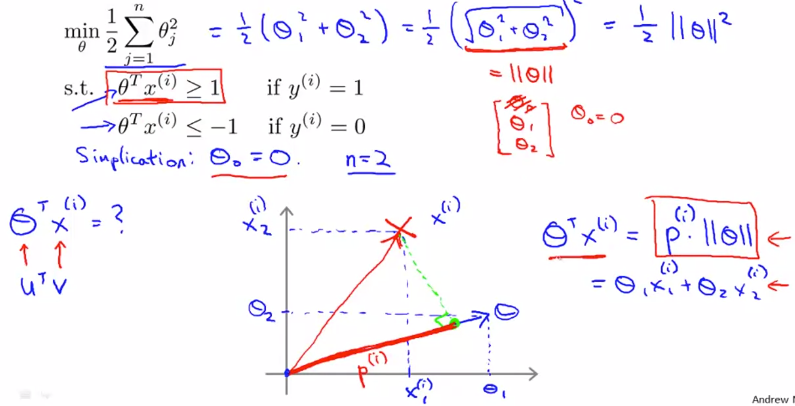 min_θ 1/2 ∑_{j=1}^{n} θ_j^2 = 1/2 (θ_1^2 + θ_2^2) = 1/2 (√(θ_1^2 + θ_2^2))^2 = 1/2 ||θ||^2
= ||θ||
s.t. θ^T x^(i) ≥ 1 if y^(i) = 1
→ θ^T x^(i) ≤ −1 if y^(i) = 0
[θ_0 θ_1 θ_2] θ_0 = 0
Simplication: θ_0 = 0. n=2
θ^T x^(i) = ?
↑ ↑
u^T v
x_2^(i)
x^(i)
θ_2
θ
p^(i)
x_1^(i)
θ_1
θ^T x^(i) = p^(i) · ||θ|| ←
= θ_1 x_1^(i) + θ_2 x_2^(i) ←
Andrew